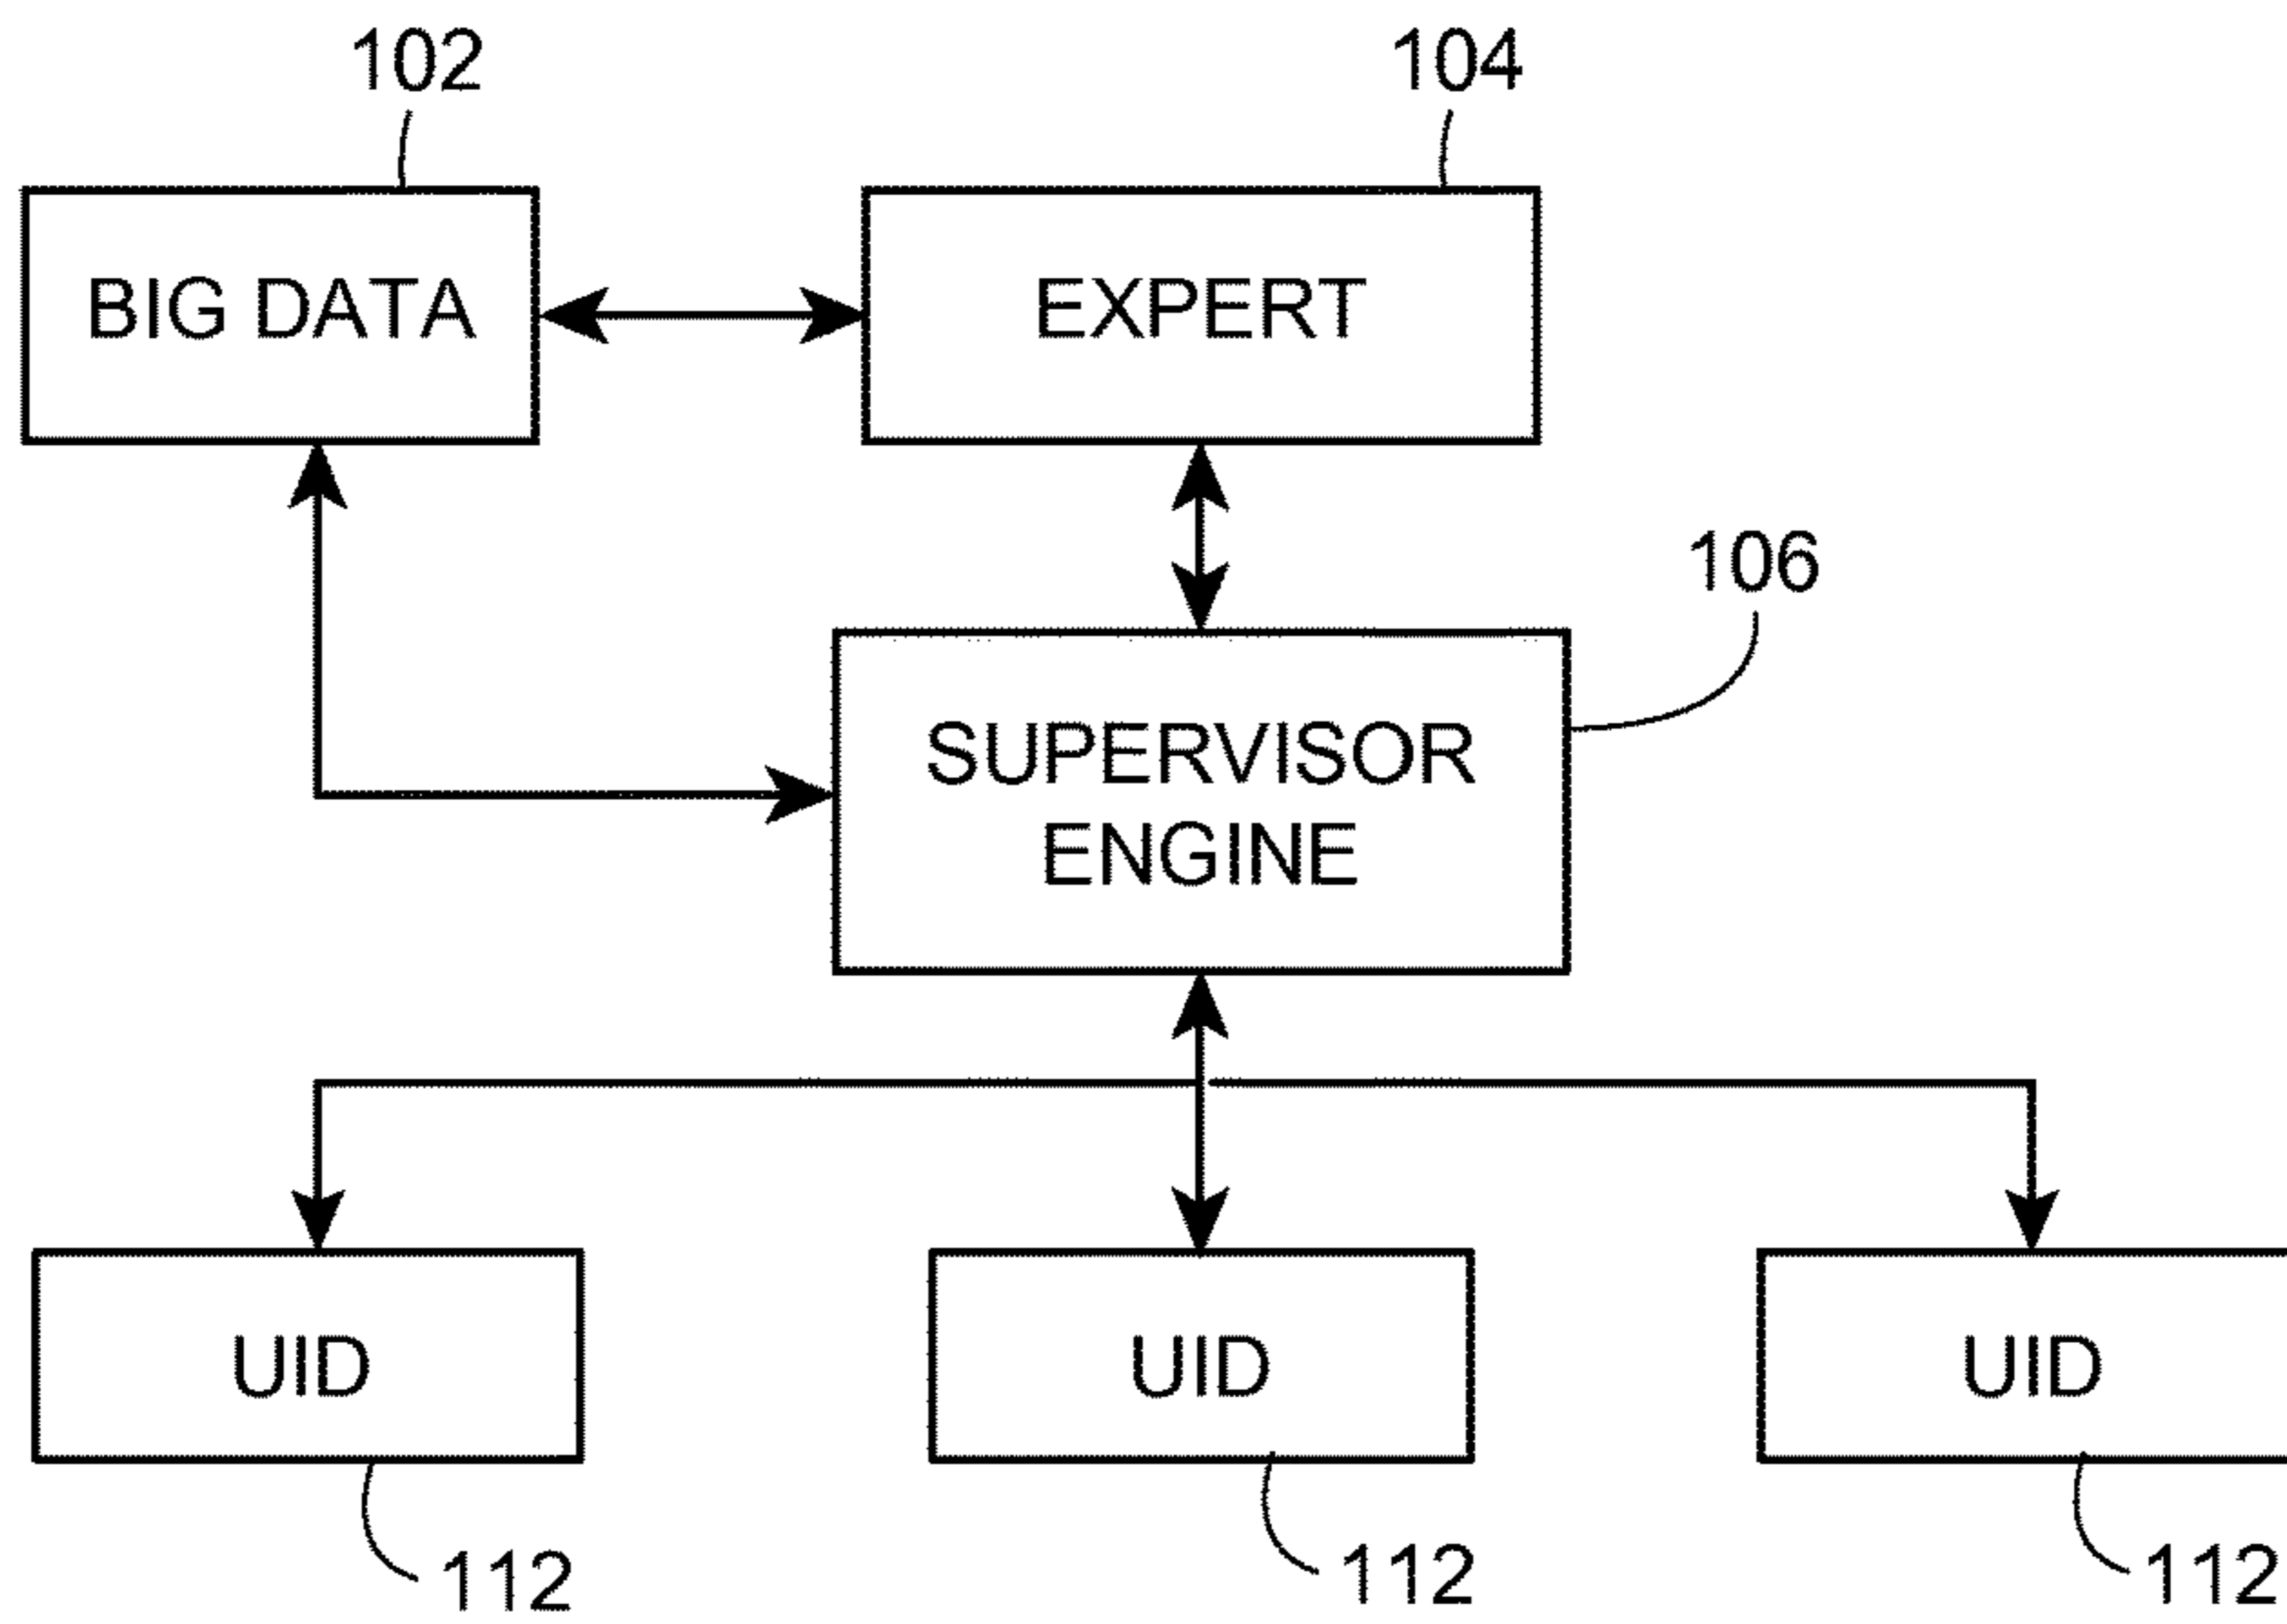 102
104
BIG DATA
EXPERT
106
SUPERVISOR
ENGINE
UID
UID
UID
112
112
112